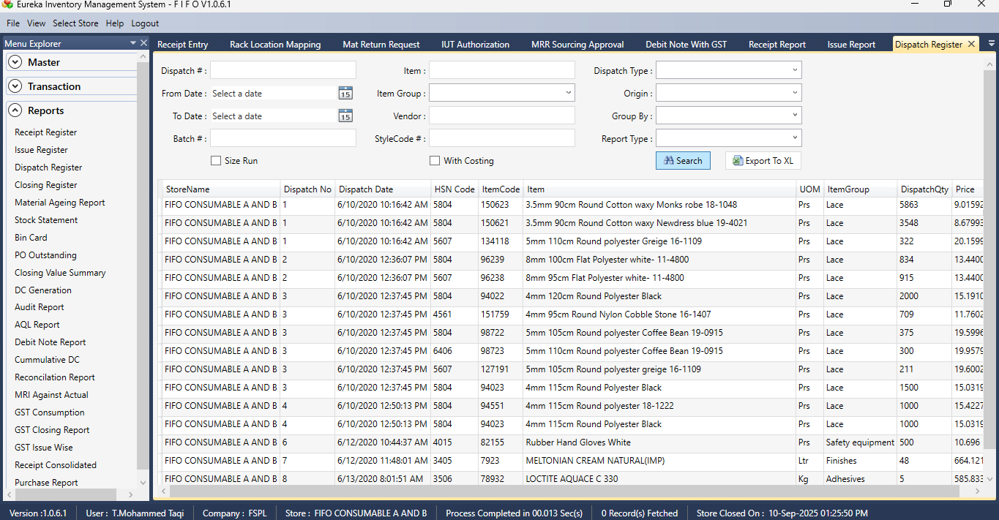 Eureka Inventory Management System - F I F O V1.0.6.1
File View Select Store Help Logout
Menu Explorer
Receipt Entry Rack Location Mapping Mat Return Request IUT Authorization MRR Sourcing Approval Debit Note With GST Receipt Report Issue Report Dispatch Register
Master
Transaction
Reports
Receipt Register
Issue Register
Dispatch Register
Closing Register
Material Ageing Report
Stock Statement
Bin Card
PO Outstanding
Closing Value Summary
DC Generation
Audit Report
AQL Report
Debit Note Report
Cummulative DC
Reconcilation Report
MRI Against Actual
GST Consumption
GST Closing Report
GST Issue Wise
Receipt Consolidated
Purchase Report
Dispatch # : Item : Dispatch Type :
From Date : Select a date 15 Item Group : Origin :
To Date : Select a date 15 Vendor : Group By :
Batch # : StyleCode # : Report Type :
Size Run With Costing Search Export To XL
StoreName Dispatch No Dispatch Date HSN Code ItemCode Item UOM ItemGroup DispatchQty Price
FIFO CONSUMABLE A AND B 1 6/10/2020 10:16:42 AM 5804 150623 3.5mm 90cm Round Cotton waxy Monks robe 18-1048 Prs Lace 5863 9.01592
FIFO CONSUMABLE A AND B 1 6/10/2020 10:16:42 AM 5804 150621 3.5mm 90cm Round Cotton waxy Newdress blue 19-4021 Prs Lace 3548 8.67993
FIFO CONSUMABLE A AND B 1 6/10/2020 10:16:42 AM 5607 134118 5mm 110cm Round polyester Greige 16-1109 Prs Lace 322 20.1599
FIFO CONSUMABLE A AND B 2 6/10/2020 12:36:07 PM 5804 96239 8mm 100cm Flat Polyester white- 11-4800 Prs Lace 834 13.4400
FIFO CONSUMABLE A AND B 2 6/10/2020 12:36:07 PM 5607 96238 8mm 95cm Flat Polyester white- 11-4800 Prs Lace 915 13.4400
FIFO CONSUMABLE A AND B 3 6/10/2020 12:37:45 PM 5804 94022 4mm 120cm Round Polyester Black Prs Lace 2000 15.1910
FIFO CONSUMABLE A AND B 3 6/10/2020 12:37:45 PM 4561 151759 4mm 95cm Round Nylon Cobble Stone 16-1407 Prs Lace 709 11.7602
FIFO CONSUMABLE A AND B 3 6/10/2020 12:37:45 PM 5804 98722 5mm 105cm Round polyester Coffee Bean 19-0915 Prs Lace 375 19.5996
FIFO CONSUMABLE A AND B 3 6/10/2020 12:37:45 PM 6406 98723 5mm 110cm Round polyester Coffee Bean 19-0915 Prs Lace 300 19.9579
FIFO CONSUMABLE A AND B 3 6/10/2020 12:37:45 PM 5607 127191 5mm 105cm Round polyester greige 16-1109 Prs Lace 211 19.6002
FIFO CONSUMABLE A AND B 3 6/10/2020 12:37:45 PM 5804 94023 4mm 115cm Round Polyester Black Prs Lace 1500 15.0319
FIFO CONSUMABLE A AND B 4 6/10/2020 12:50:13 PM 5804 94551 4mm 115cm Round polyester 18-1222 Prs Lace 1000 15.4227
FIFO CONSUMABLE A AND B 4 6/10/2020 12:50:13 PM 5804 94023 4mm 115cm Round Polyester Black Prs Lace 1000 15.0319
FIFO CONSUMABLE A AND B 6 6/12/2020 10:44:37 AM 4015 82155 Rubber Hand Gloves White Prs Safety equipment 500 10.696
FIFO CONSUMABLE A AND B 7 6/12/2020 11:48:01 AM 3405 7923 MELTONIAN CREAM NATURAL(IMP) Ltr Finishes 48 664.121
FIFO CONSUMABLE A AND B 8 6/13/2020 8:01:51 AM 3506 78932 LOCTITE AQUACE C 330 Kg Adhesives 5 585.833
Version :1.0.6.1 User : T.Mohammed Taqi Company : FSPL Store : FIFO CONSUMABLE A AND B Process Completed in 00.013 Sec(s) 0 Record(s) Fetched Store Closed On : 10-Sep-2025 01:25:50 PM